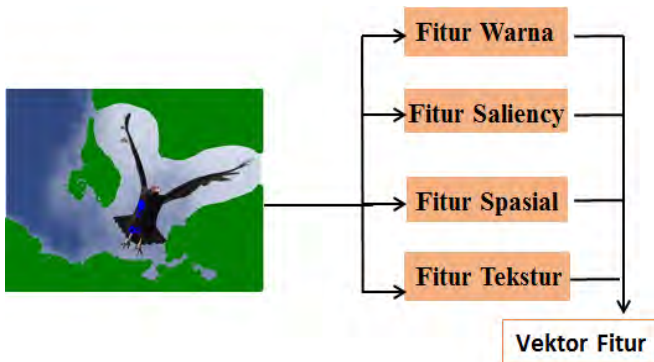 Fitur Warna
Fitur Saliency
Fitur Spasial
Fitur Tekstur
Vektor Fitur